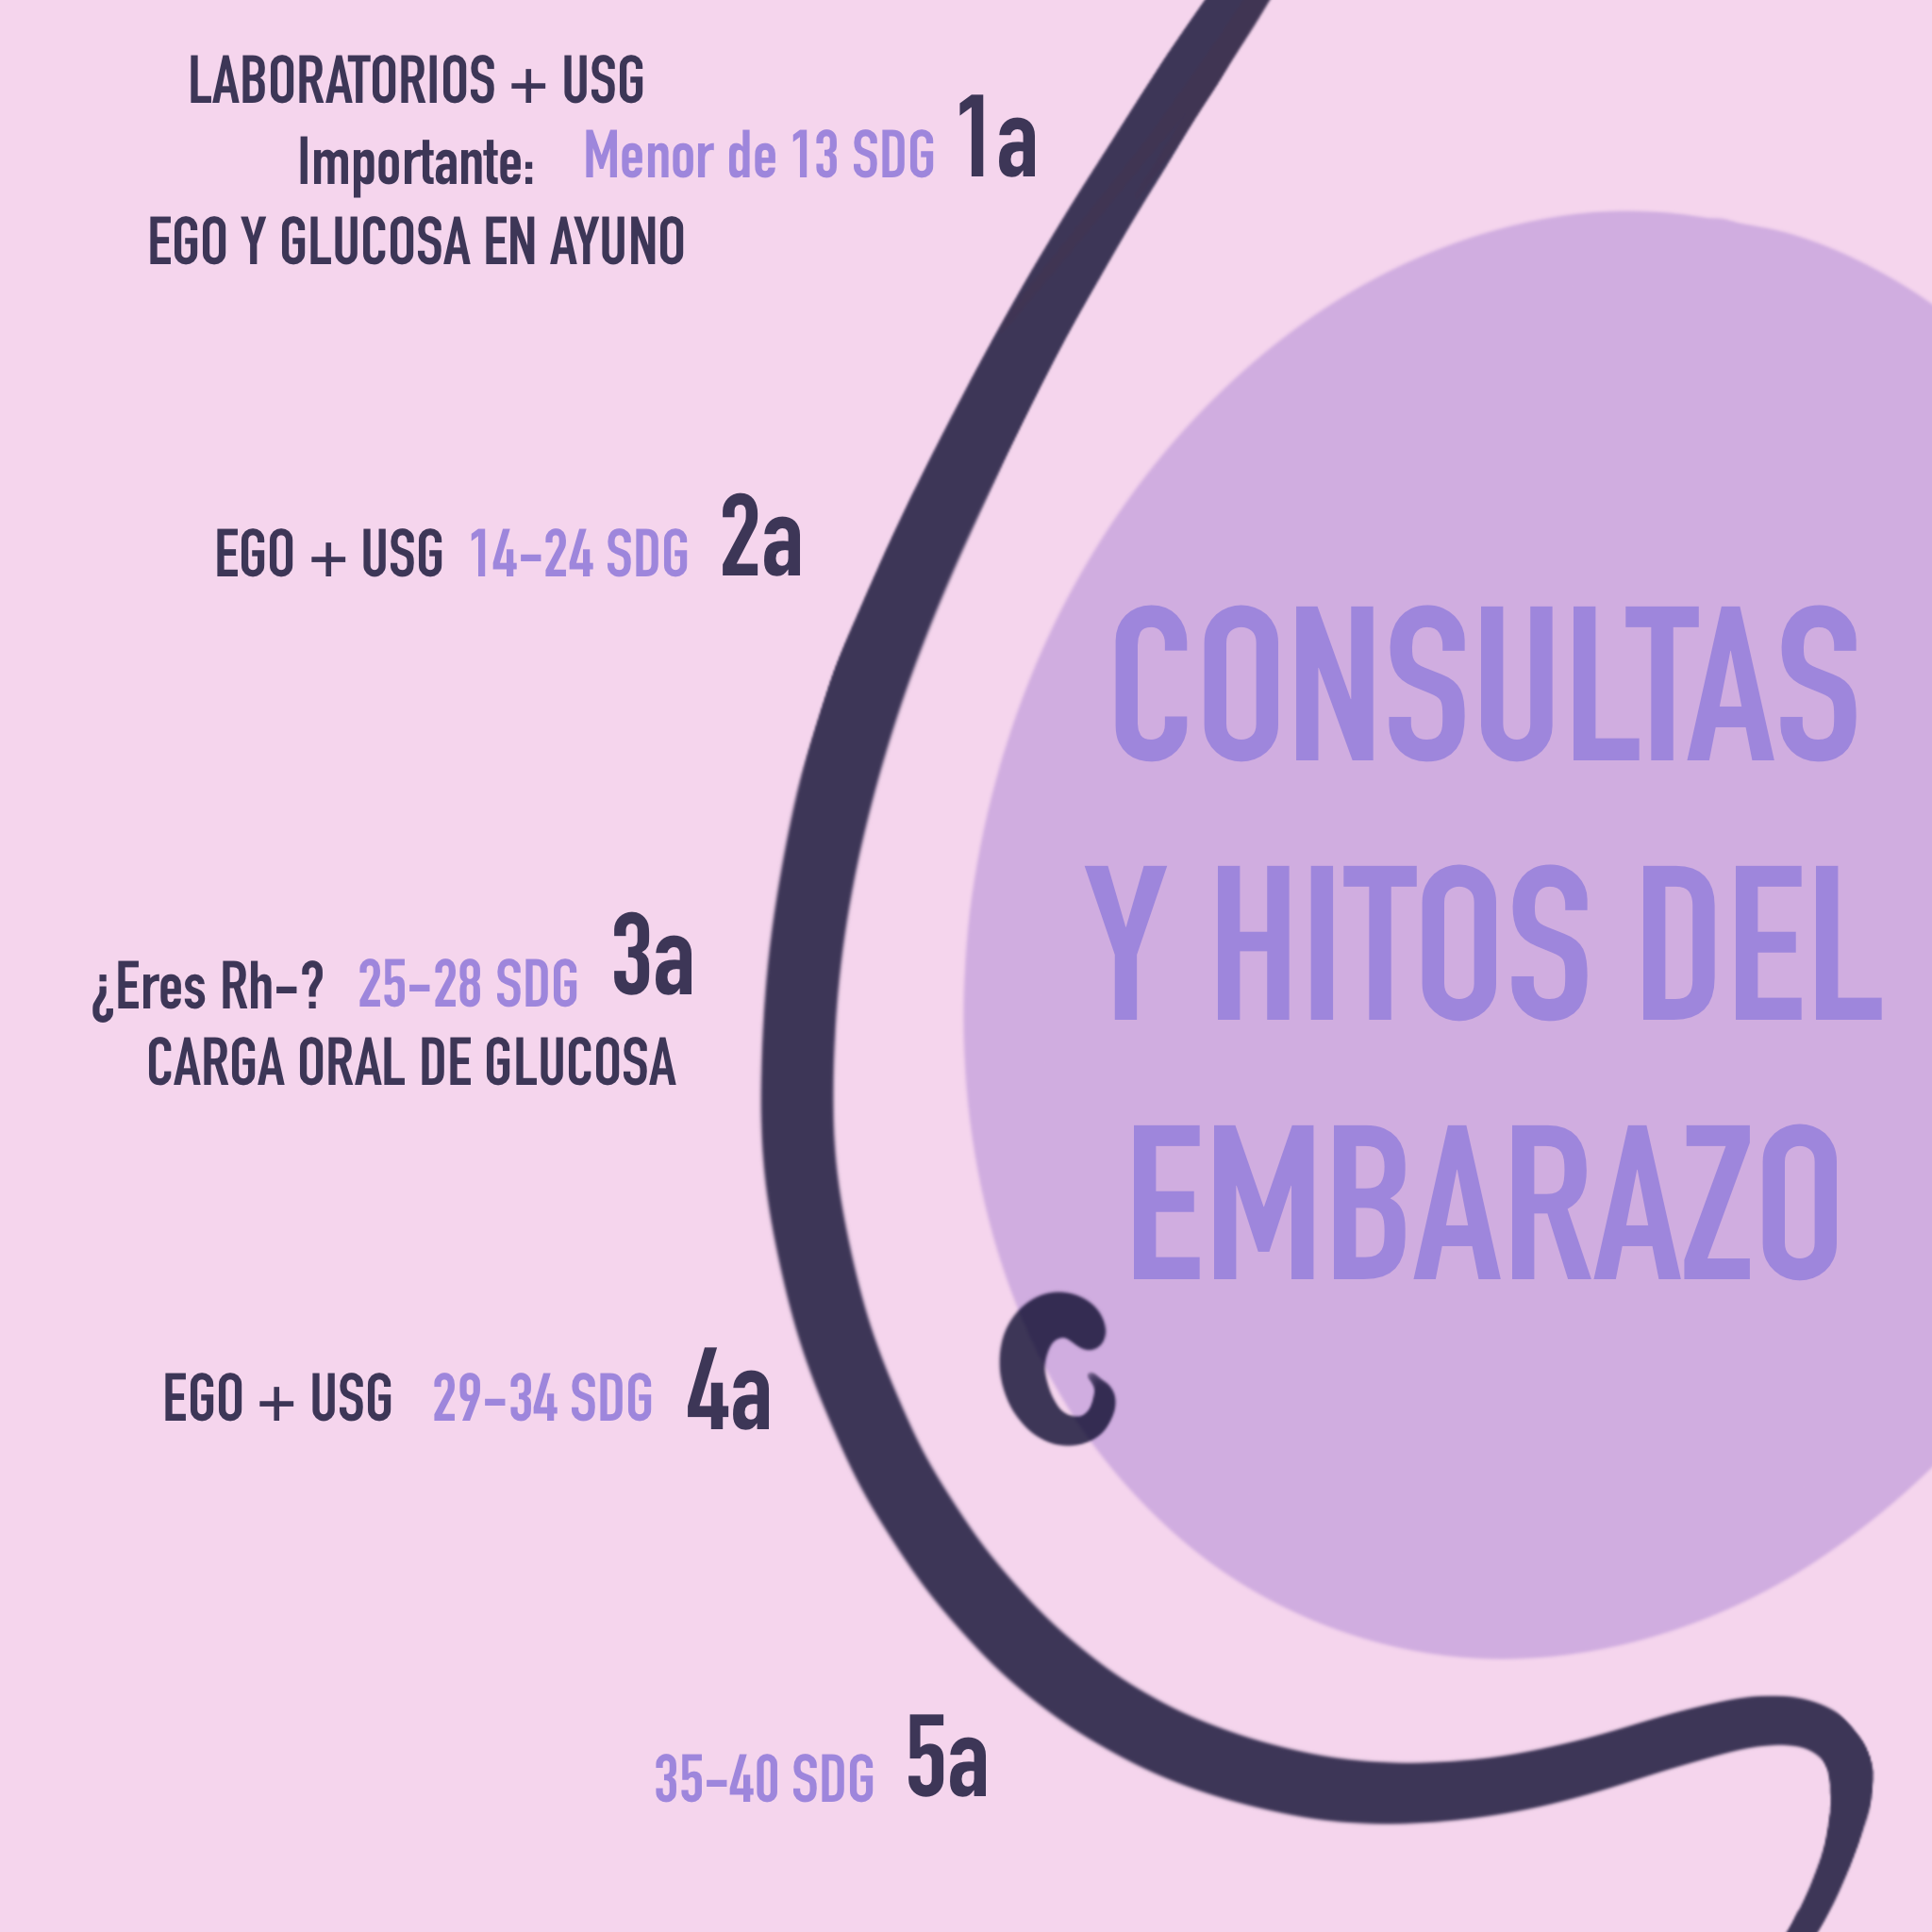 LABORATORIOS + USG
Importante: Menor de 13 SDG 1a
EGO Y GLUCOSA EN AYUNO
EGO + USG 14-24 SDG 2a
¿Eres Rh-? 25-28 SDG 3a
CARGA ORAL DE GLUCOSA
EGO + USG 29-34 SDG 4a
35-40 SDG 5a
CONSULTAS
Y HITOS DEL
EMBARAZO